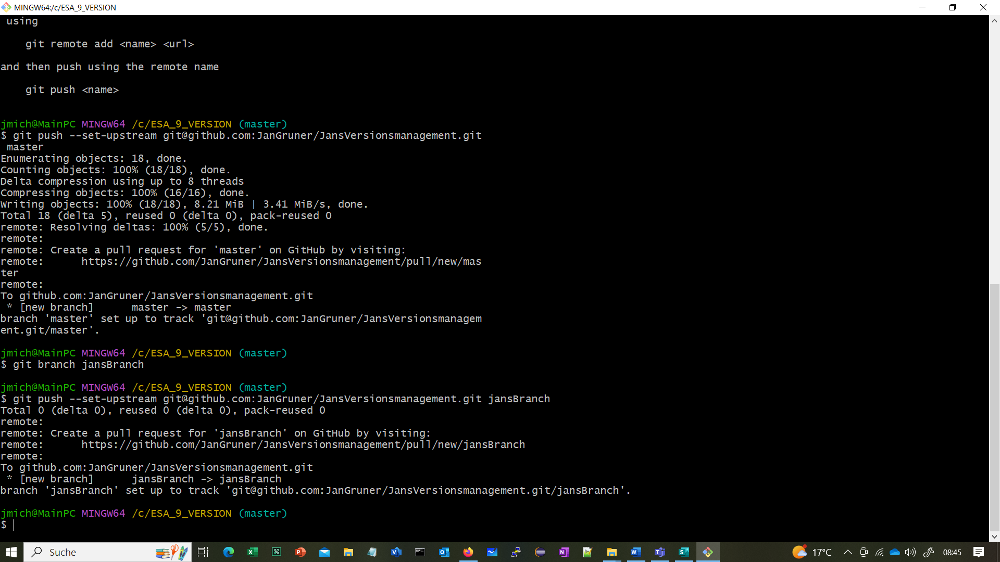 MINGW64:/c/ESA_9_VERSION
using
git remote add <name> <url>
and then push using the remote name
git push <name>
jmich@MainPC MINGW64 /c/ESA_9_VERSION (master)
$ git push --set-upstream git@github.com:JanGruner/JansVersionsmanagement.git
master
Enumerating objects: 18, done.
Counting objects: 100% (18/18), done.
Delta compression using up to 8 threads
Compressing objects: 100% (16/16), done.
Writing objects: 100% (18/18), 8.21 MiB | 3.41 MiB/s, done.
Total 18 (delta 5), reused 0 (delta 0), pack-reused 0
remote: Resolving deltas: 100% (5/5), done.
remote:
remote: Create a pull request for 'master' on GitHub by visiting:
remote:      https://github.com/JanGruner/JansVersionsmanagement/pull/new/mas
ter
remote:
To github.com:JanGruner/JansVersionsmanagement.git
* [new branch]      master -> master
branch 'master' set up to track 'git@github.com:JanGruner/JansVersionsmanagem
ent.git/master'.
jmich@MainPC MINGW64 /c/ESA_9_VERSION (master)
$ git branch jansBranch
jmich@MainPC MINGW64 /c/ESA_9_VERSION (master)
$ git push --set-upstream git@github.com:JanGruner/JansVersionsmanagement.git jansBranch
Total 0 (delta 0), reused 0 (delta 0), pack-reused 0
remote:
remote: Create a pull request for 'jansBranch' on GitHub by visiting:
remote:      https://github.com/JanGruner/JansVersionsmanagement/pull/new/jansBranch
remote:
To github.com:JanGruner/JansVersionsmanagement.git
* [new branch]      jansBranch -> jansBranch
branch 'jansBranch' set up to track 'git@github.com:JanGruner/JansVersionsmanagement.git/jansBranch'.
jmich@MainPC MINGW64 /c/ESA_9_VERSION (master)
$
Suche
17°C
08:45